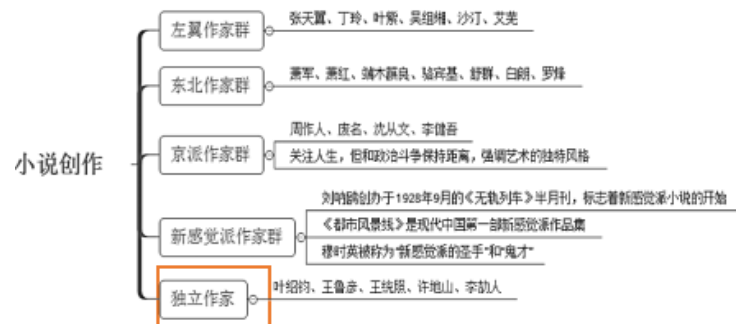 左翼作家群
张天翼、丁玲、叶紫、吴组缃、沙汀、艾芜
东北作家群
萧军、萧红、端木蕻良、骆宾基、舒群、白朗、罗烽
小说创作
京派作家群
周作人、废名、沈从文、李健吾
关注人生,但和政治斗争保持距离,强调艺术的独特风格
新感觉派作家群
刘呐鸥创办于1928年9月的《无轨列车》半月刊,标志着新感觉派小说的开始
《都市风景线》是现代中国第一部新感觉派作品集
穆时英被称为“新感觉派的圣手”和“鬼才”
独立作家
叶绍钧、王鲁彦、王统照、许地山、李劼人